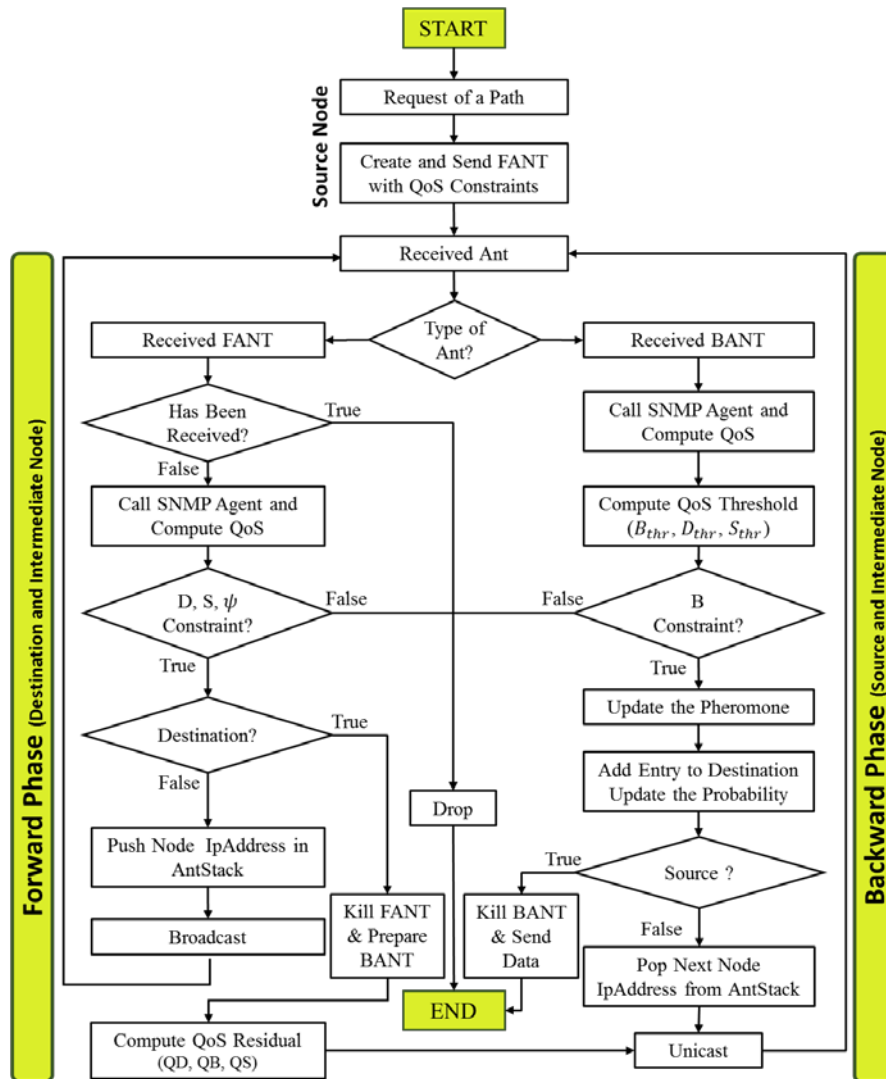 START
Source Node
Request of a Path
Create and Send FANT
with QoS Constraints
Received Ant
Type of
Ant?
Forward Phase (Destination and Intermediate Node)
Received FANT
Has Been
Received?
True
False
Call SNMP Agent and
Compute QoS
D, S, ψ
Constraint?
False
True
Destination?
True
False
Push Node IpAddress in
AntStack
Broadcast
Kill FANT
& Prepare
BANT
Compute QoS Residual
(QD, QB, QS)
Drop
END
Backward Phase (Source and Intermediate Node)
Received BANT
Call SNMP Agent and
Compute QoS
Compute QoS Threshold
(B_thr, D_thr, S_thr)
False
B
Constraint?
True
Update the Pheromone
Add Entry to Destination
Update the Probability
True
Source ?
False
Kill BANT
& Send
Data
Pop Next Node
IpAddress from AntStack
Unicast